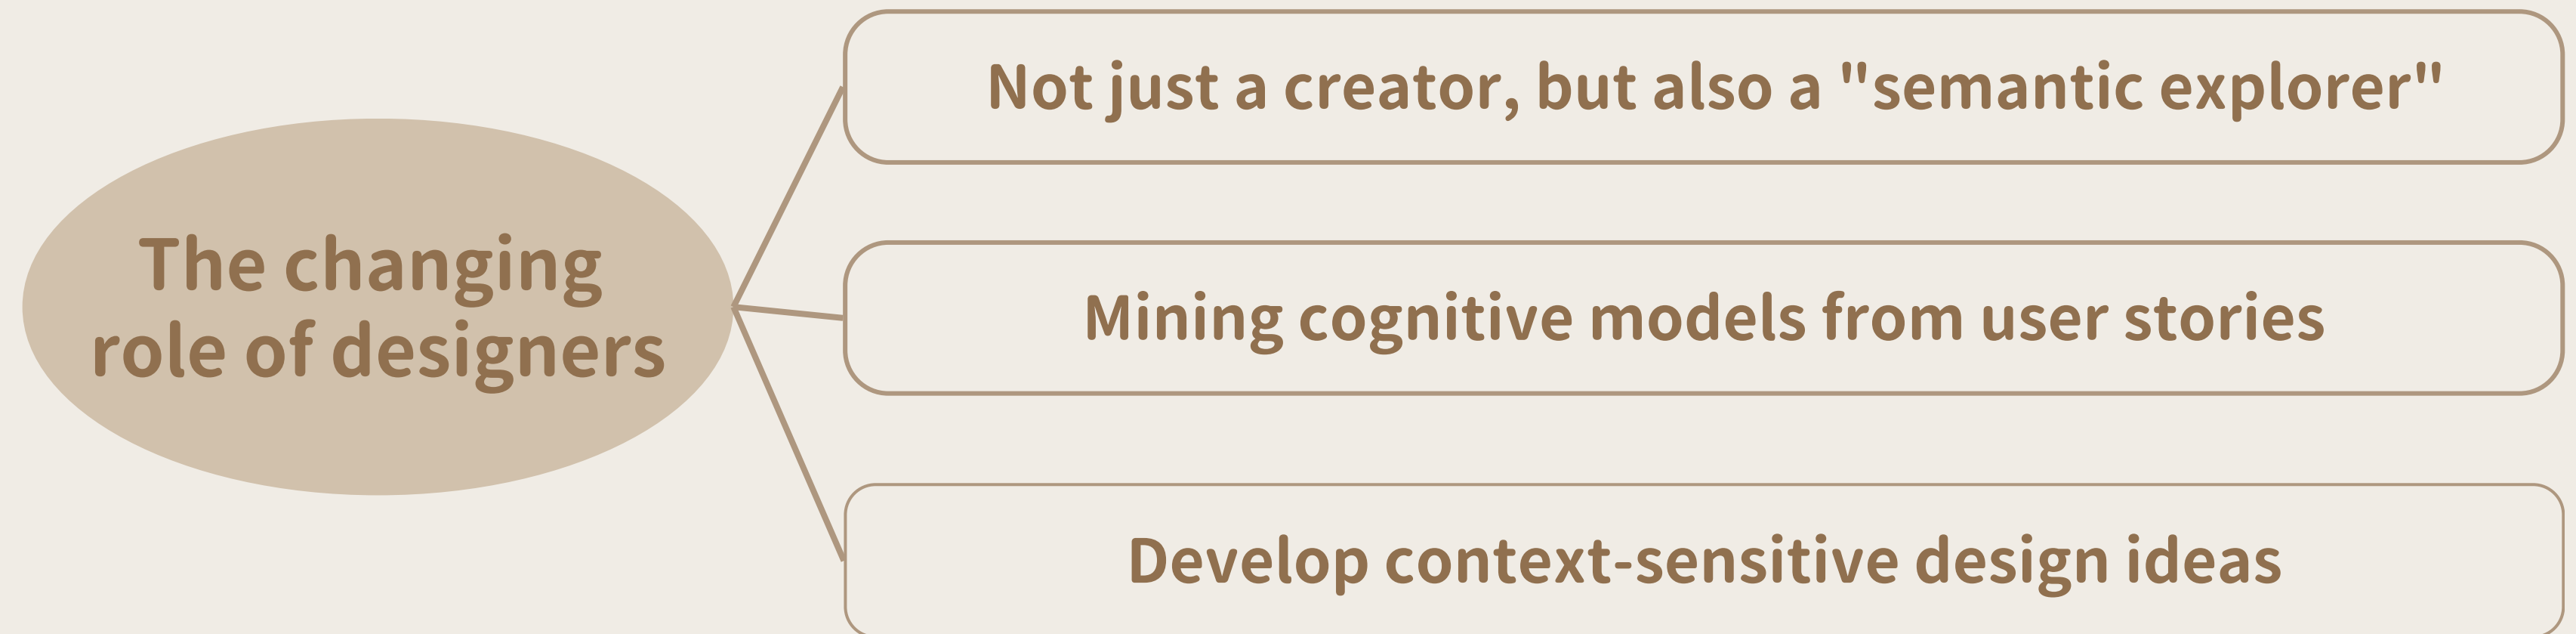 The changing
role of designers
Not just a creator, but also a "semantic explorer"
Mining cognitive models from user stories
Develop context-sensitive design ideas